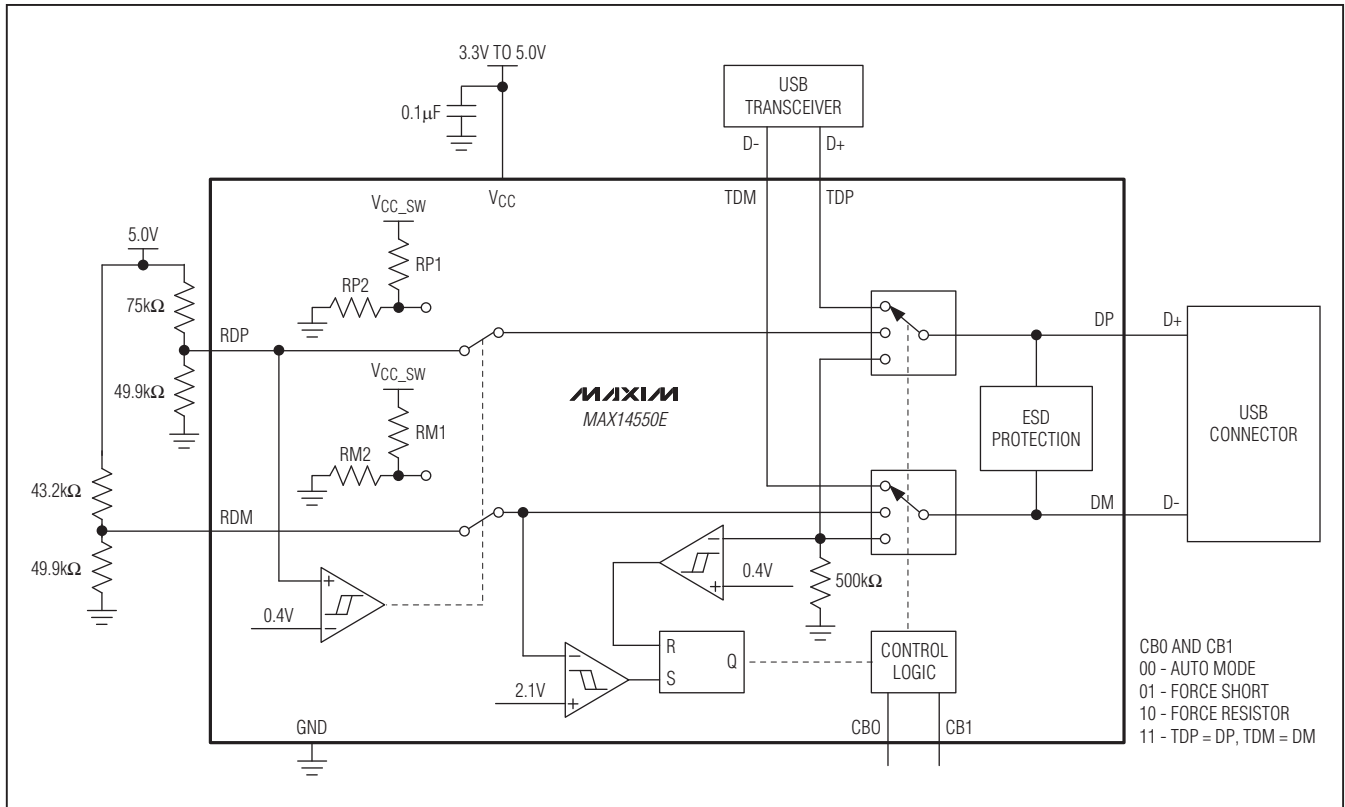 3.3V TO 5.0V
0.1µF
USB
TRANSCEIVER
D-
D+
VCC
TDM
TDP
VCC_SW
5.0V
RP1
RP2
75kΩ
RDP
DP
D+
49.9kΩ
VCC_SW
MAXIM
MAX14550E
RM1
RM2
ESD
PROTECTION
USB
CONNECTOR
43.2kΩ
RDM
DM
D-
49.9kΩ
-
+
0.4V
500kΩ
+
-
0.4V
R
S
Q
CONTROL
LOGIC
-
+
2.1V
GND
CB0
CB1
CB0 AND CB1
00 - AUTO MODE
01 - FORCE SHORT
10 - FORCE RESISTOR
11 - TDP = DP, TDM = DM